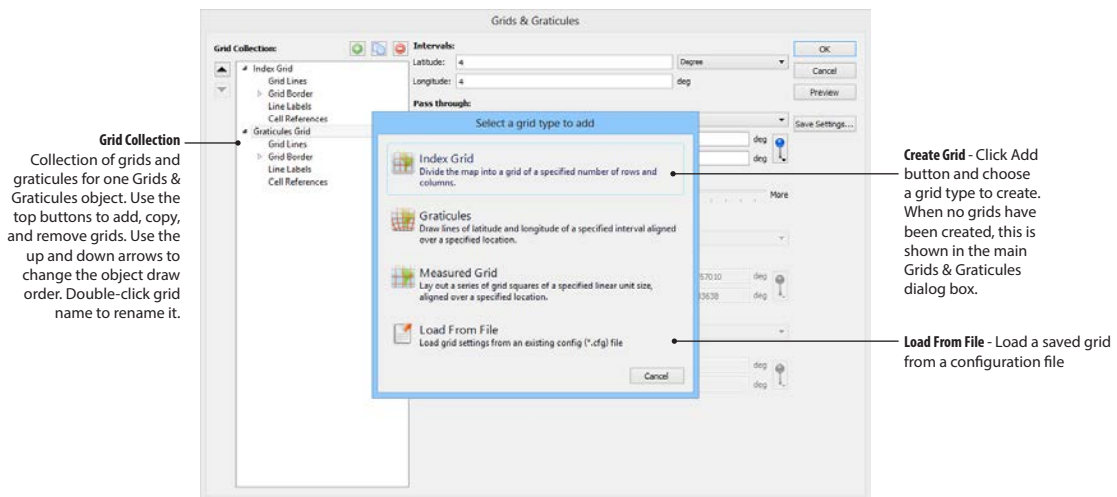 Grids & Graticules
Grid Collection:
Index Grid
Grid Lines
Grid Border
Line Labels
Cell References
Graticules Grid
Grid Lines
Grid Border
Line Labels
Cell References
Intervals:
Latitude: 4 Degree
Longitude: 4 deg
Pass through:
deg
deg
More
57010 deg
deg
deg
deg
OK
Cancel
Preview
Save Settings...
Select a grid type to add
Index Grid
Divide the map into a grid of a specified number of rows and
columns.
Graticules
Draw lines of latitude and longitude of a specified interval aligned
over a specified location.
Measured Grid
Lay out a series of grid squares of a specified linear unit size,
aligned over a specified location.
Load From File
Load grid settings from an existing config (*.cfg) file
Cancel
Grid Collection
Collection of grids and
graticules for one Grids &
Graticules object. Use the
top buttons to add, copy,
and remove grids. Use the
up and down arrows to
change the object draw
order. Double-click grid
name to rename it.
Create Grid - Click Add
button and choose
a grid type to create.
When no grids have
been created, this is
shown in the main
Grids & Graticules
dialog box.
Load From File - Load a saved grid
from a configuration file